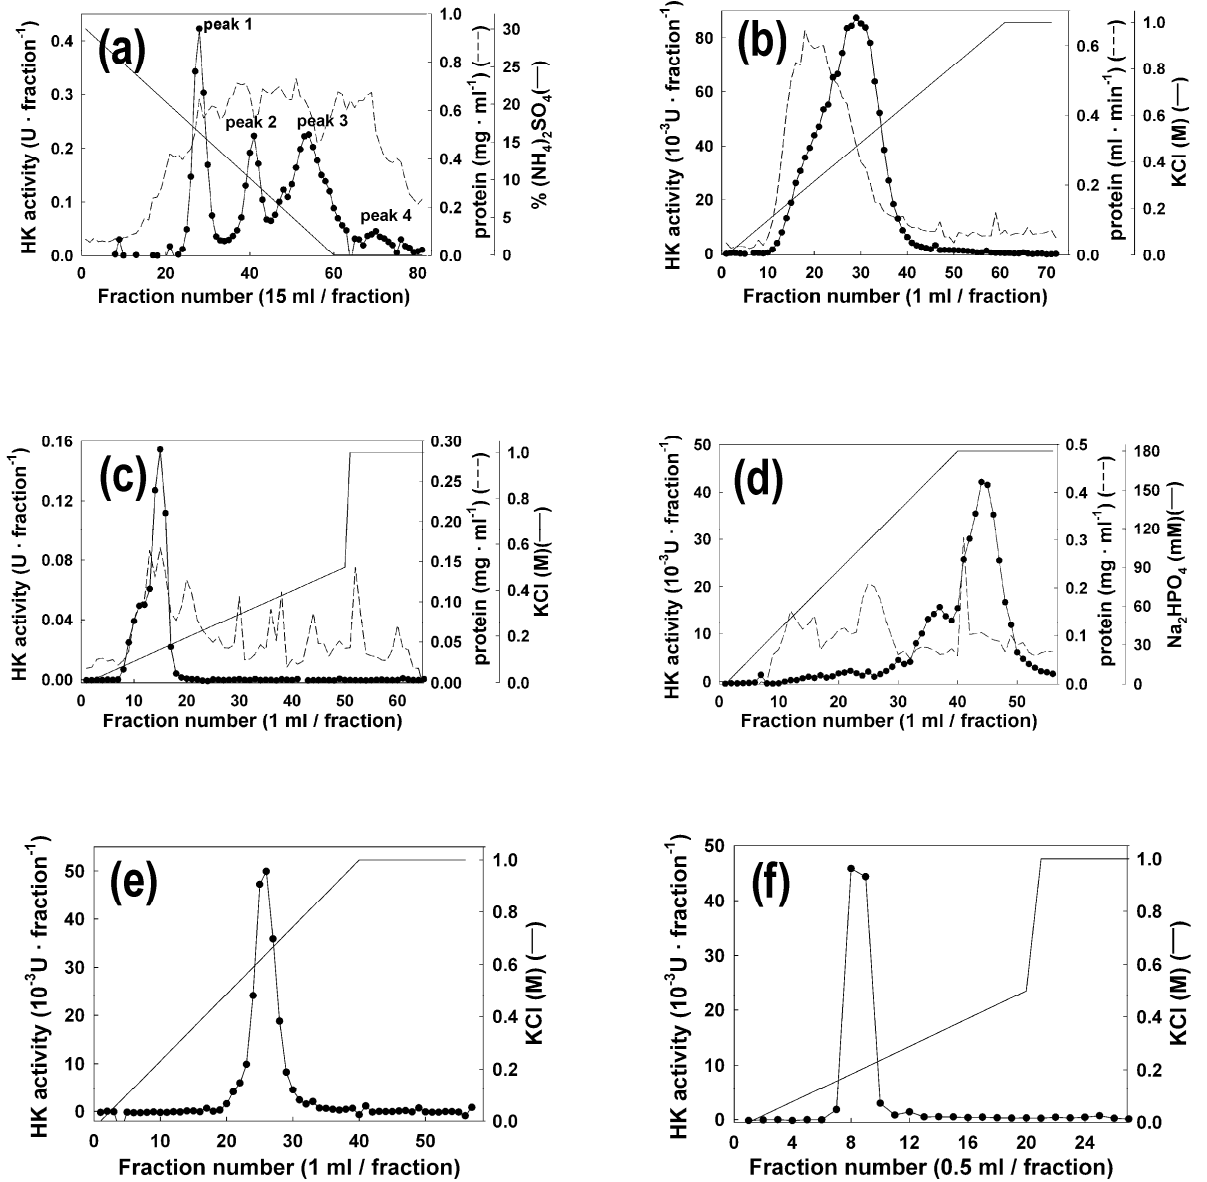 (a)
peak 1
peak 2
peak 3
peak 4
HK activity (U · fraction-1)
0.4
0.3
0.2
0.1
0.0
0 20 40 60 80
Fraction number (15 ml / fraction)
1.0
0.8
0.6
0.4
0.2
0.0
protein (mg · ml-1) (---)
30
25
20
15
10
5
0
% (NH4)2SO4(—)
(b)
HK activity (10-3U · fraction-1)
80
60
40
20
0
0 10 20 30 40 50 60 70
Fraction number (1 ml / fraction)
0.6
0.4
0.2
0.0
protein (ml · min-1) (---)
1.0
0.8
0.6
0.4
0.2
0.0
KCl (M) (—)
(c)
HK activity (U · fraction-1)
0.16
0.12
0.08
0.04
0.00
0 10 20 30 40 50 60
Fraction number (1 ml / fraction)
0.30
0.25
0.20
0.15
0.10
0.05
0.00
protein (mg · ml-1) (---)
1.0
0.8
0.6
0.4
0.2
0.0
KCl (M)(—)
(d)
HK activity (10-3U · fraction-1)
50
40
30
20
10
0
0 10 20 30 40 50
Fraction number (1 ml / fraction)
0.5
0.4
0.3
0.2
0.1
0.0
protein (mg · ml-1) (---)
180
150
120
90
60
30
0
Na2HPO4 (mM)(—)
(e)
HK activity (10-3U · fraction-1)
50
40
30
20
10
0
0 10 20 30 40 50
Fraction number (1 ml / fraction)
1.0
0.8
0.6
0.4
0.2
0.0
KCl (M) (—)
(f)
HK activity (10-3U · fraction-1)
50
40
30
20
10
0
0 4 8 12 16 20 24
Fraction number (0.5 ml / fraction)
1.0
0.8
0.6
0.4
0.2
0.0
KCl (M) (—)